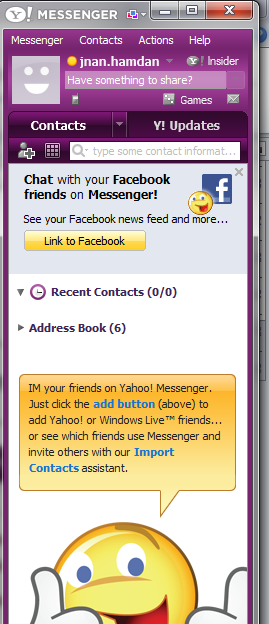 Y! MESSENGER
Messenger Contacts Actions Help
jnan.hamdan Y! Insider
Have something to share?
Games
Contacts Y! Updates
type some contact informat...
Chat with your Facebook
friends on Messenger!
See your Facebook news feed and more...
Link to Facebook
Recent Contacts (0/0)
Address Book (6)
IM your friends on Yahoo! Messenger.
Just click the add button (above) to
add Yahoo! or Windows Live™ friends...
or see which friends use Messenger and
invite others with our Import
Contacts assistant.